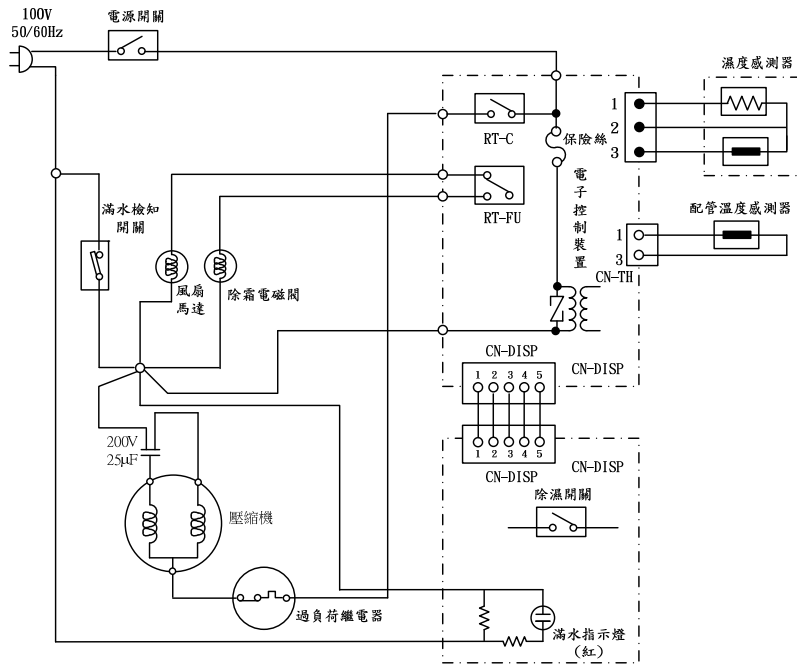 100V
50/60Hz
電源開關
濕度感測器
1
2
3
RT-C
保險絲
電子控制裝置
滿水檢知
開關
RT-FU
配管溫度感測器
1
3
CN-TH
風扇
馬達
除霜電磁閥
CN-DISP
CN-DISP
1 2 3 4 5
1 2 3 4 5
CN-DISP
CN-DISP
200V
25μF
除濕開關
壓縮機
過負荷繼電器
滿水指示燈
(紅)